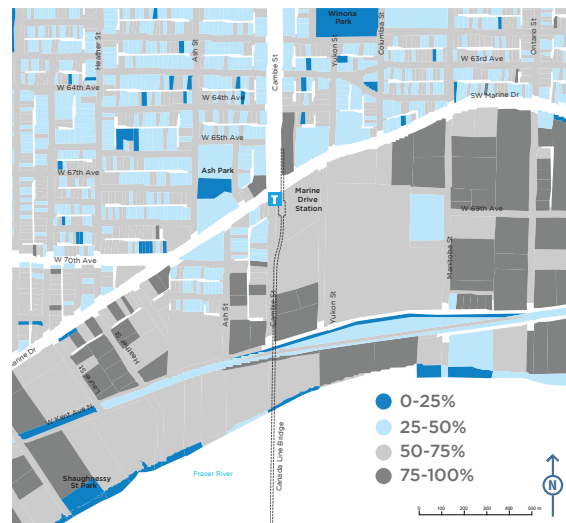 Winona
Park
Columbia St
Yukon St
Ontario St
Heather St
Ash St
Cambie St
W 63rd Ave
W 64th Ave
W 64th Ave
SW Marine Dr
W 65th Ave
W 67th Ave
Ash Park
Marine
Drive
Station
T
W 69th Ave
Manitoba St
W 70th Ave
Ash St
Cambie St
Yukon St
Heather St
Laurel St
arine Dr
W Kent Ave N
Canada Line Bridge
Shaughnessy
St Park
Fraser River
0-25%
25-50%
50-75%
75-100%
N
0 100 200 300 400 500 m